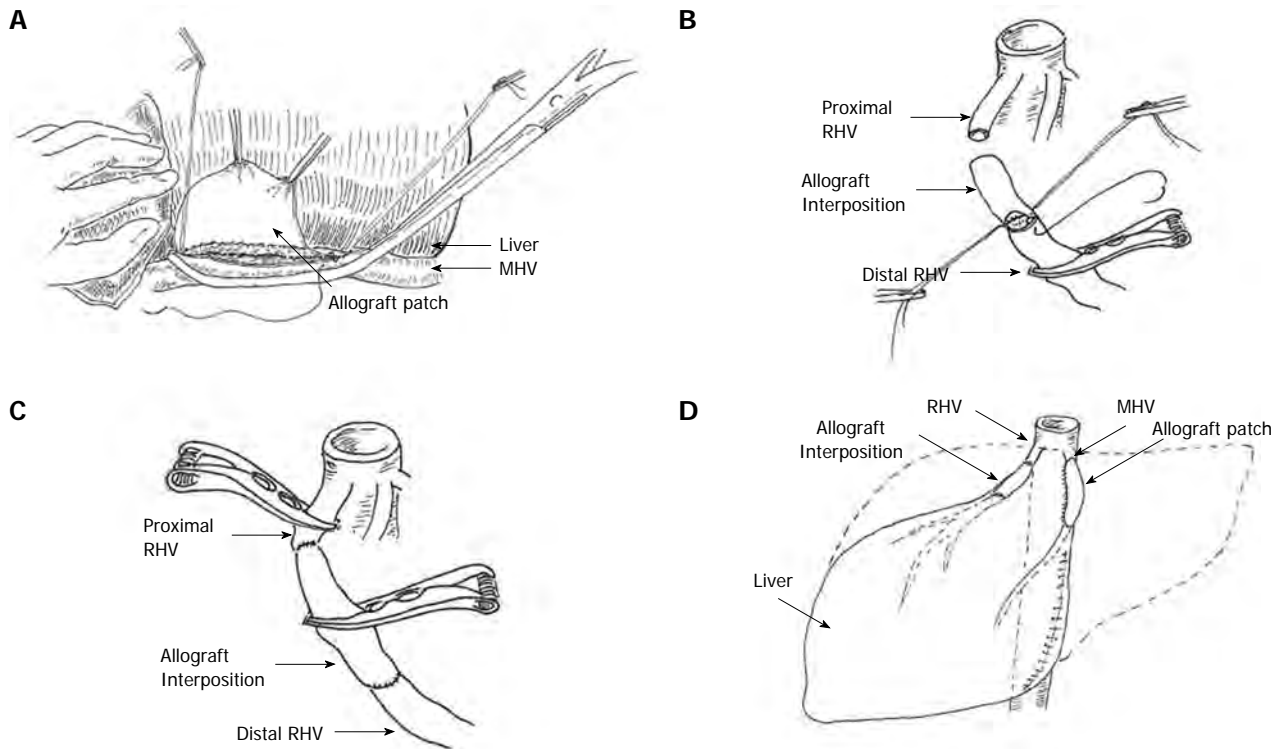 A
Liver
MHV
Allograft patch
B
Proximal
RHV
Allograft
Interposition
Distal RHV
C
Proximal
RHV
Allograft
Interposition
Distal RHV
D
RHV
MHV
Allograft
Interposition
Allograft patch
Liver